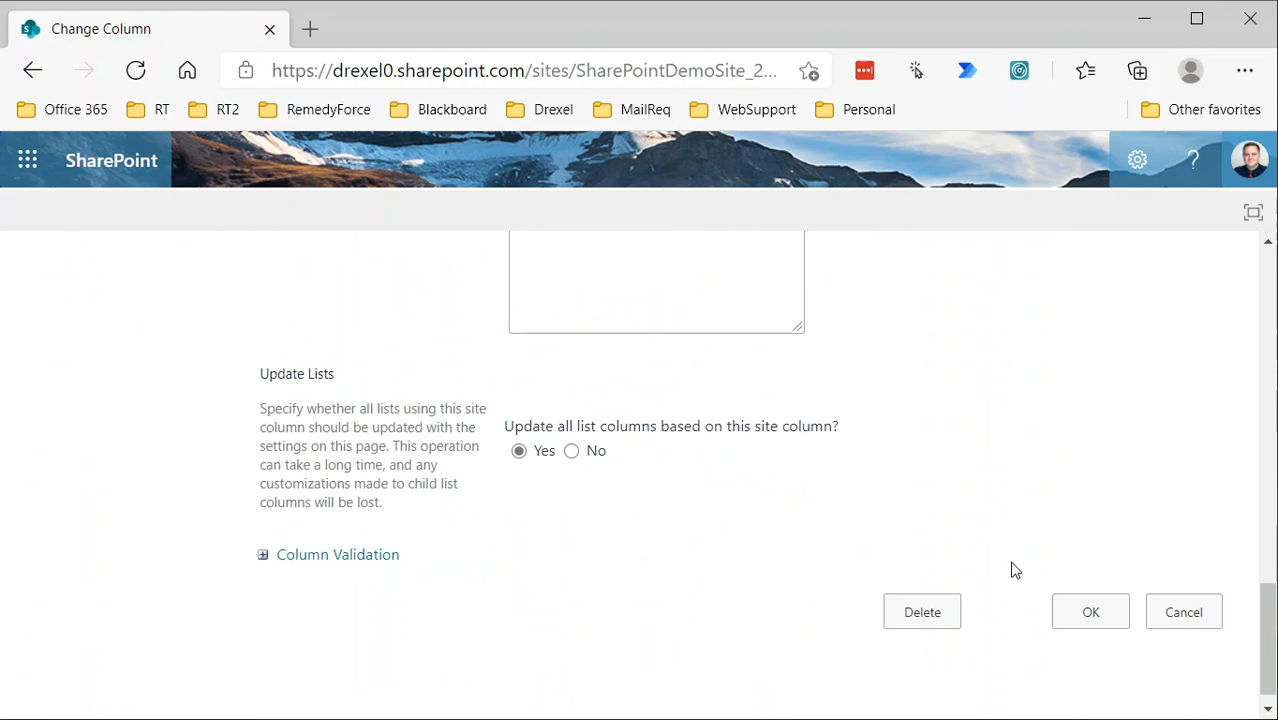 Change Column
https://drexel0.sharepoint.com/sites/SharePointDemoSite_2...
Office 365 RT RT2 RemedyForce Blackboard Drexel MailReq WebSupport Personal Other favorites
SharePoint ?
Update Lists
Specify whether all lists using this site
column should be updated with the
settings on this page. This operation
can take a long time, and any
customizations made to child list
columns will be lost.
Update all list columns based on this site column?
Yes No
Column Validation
Delete OK Cancel